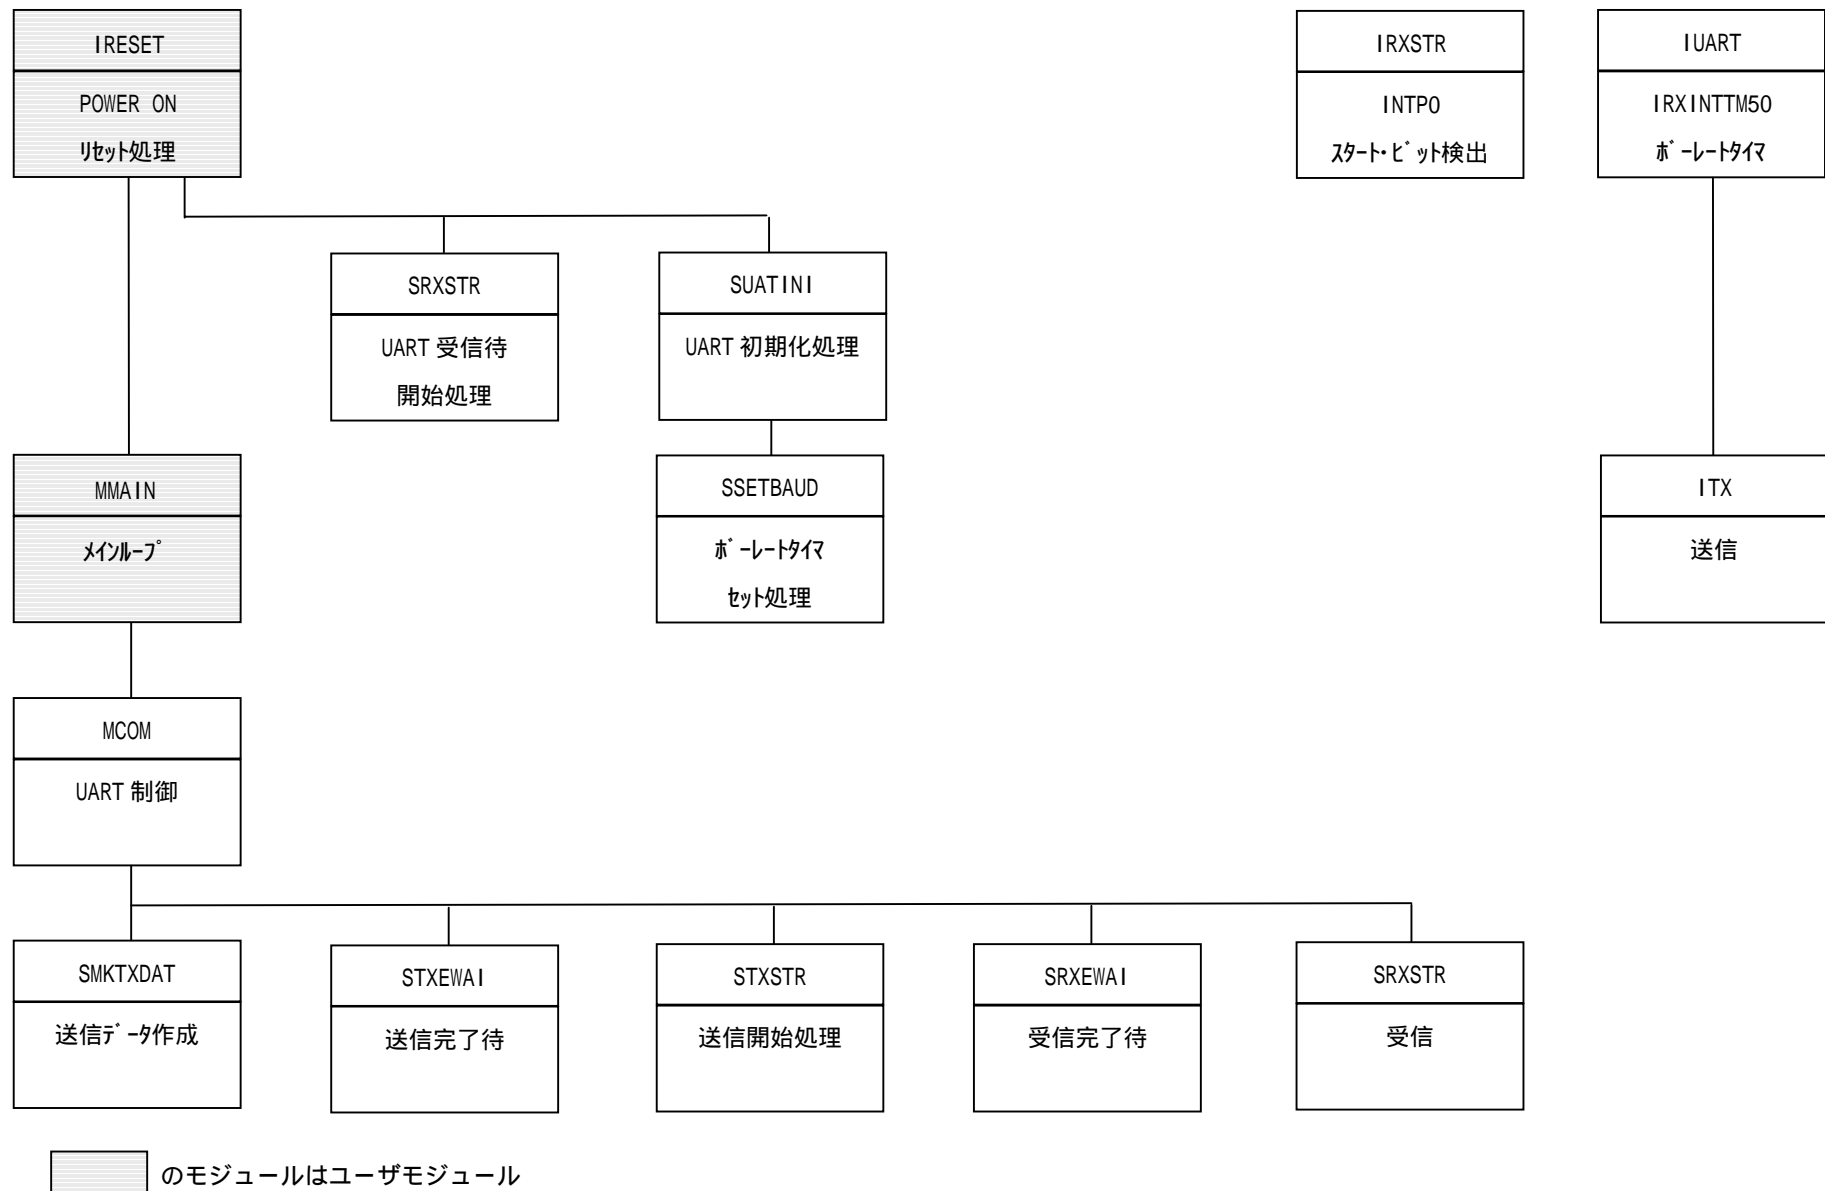 IRESET
POWER ON
ﾘｾｯﾄ処理
IRXSTR
INTP0
ｽﾀｰﾄ・ﾋﾞｯﾄ検出
IUART
IRXINTTM50
ﾎﾞｰﾚｰﾄﾀｲﾏ
SRXSTR
UART 受信待
開始処理
SUATINI
UART 初期化処理
MMAIN
ﾒｲﾝﾙｰﾌﾟ
SSETBAUD
ﾎﾞｰﾚｰﾄﾀｲﾏ
ｾｯﾄ処理
ITX
送信
MCOM
UART 制御
SMKTXDAT
送信ﾃﾞｰﾀ作成
STXEWAI
送信完了待
STXSTR
送信開始処理
SRXEWAI
受信完了待
SRXSTR
受信
のモジュールはユーザモジュール